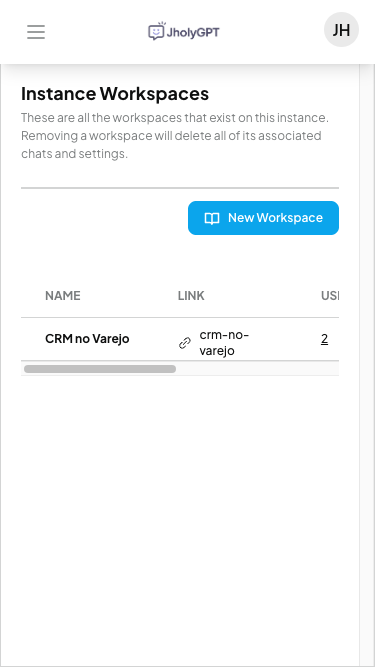 JholyGPT
JH
Instance Workspaces
These are all the workspaces that exist on this instance.
Removing a workspace will delete all of its associated
chats and settings.
New Workspace
NAME LINK
CRM no Varejo crm-no-
varejo 2